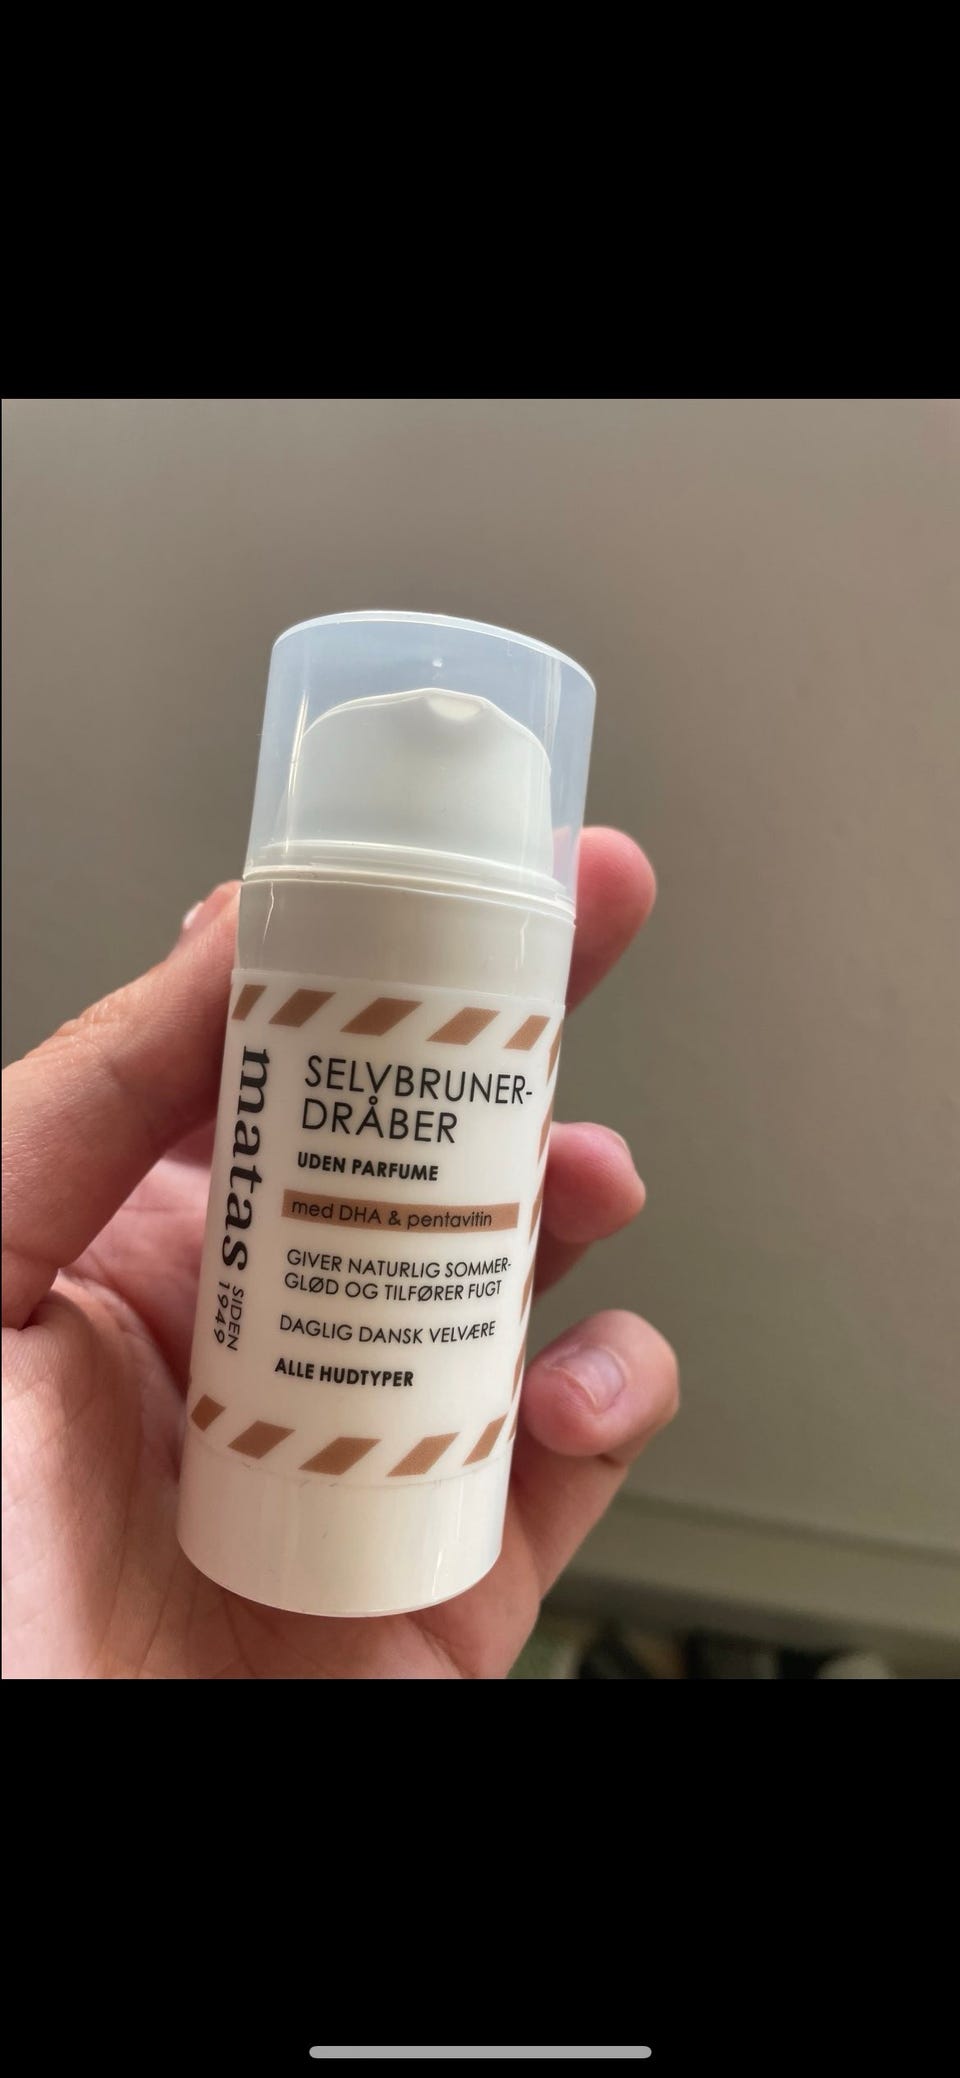 matas SIDEN
1949
SELVBRUNER-
DRÅBER
UDEN PARFUME
med DHA & pentavitin
GIVER NATURLIG SOMMER-
GLØD OG TILFØRER FUGT
DAGLIG DANSK VELVÆRE
ALLE HUDTYPER